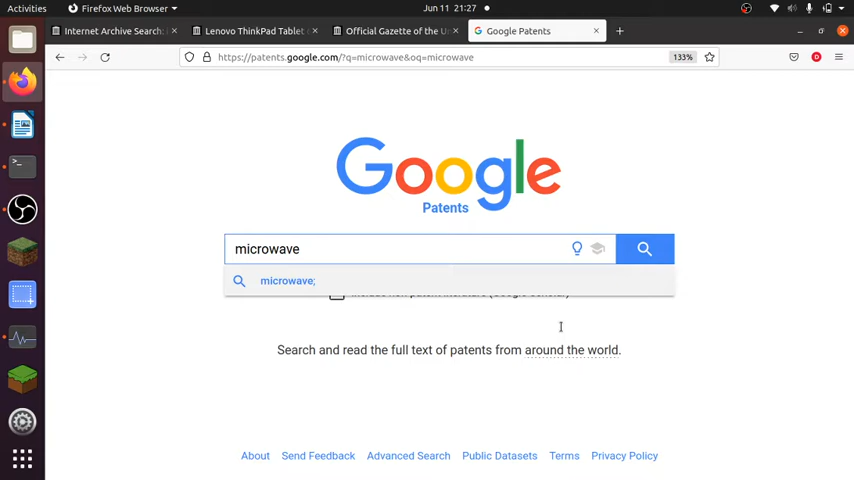 Activities
Firefox Web Browser
Jun 11 21:27
Internet Archive Search:
Lenovo ThinkPad Tablet
Official Gazette of the Un
Google Patents
https://patents.google.com/?q=microwave&oq=microwave
133%
Google
Patents
microwave
microwave;
Search and read the full text of patents from around the world.
About
Send Feedback
Advanced Search
Public Datasets
Terms
Privacy Policy